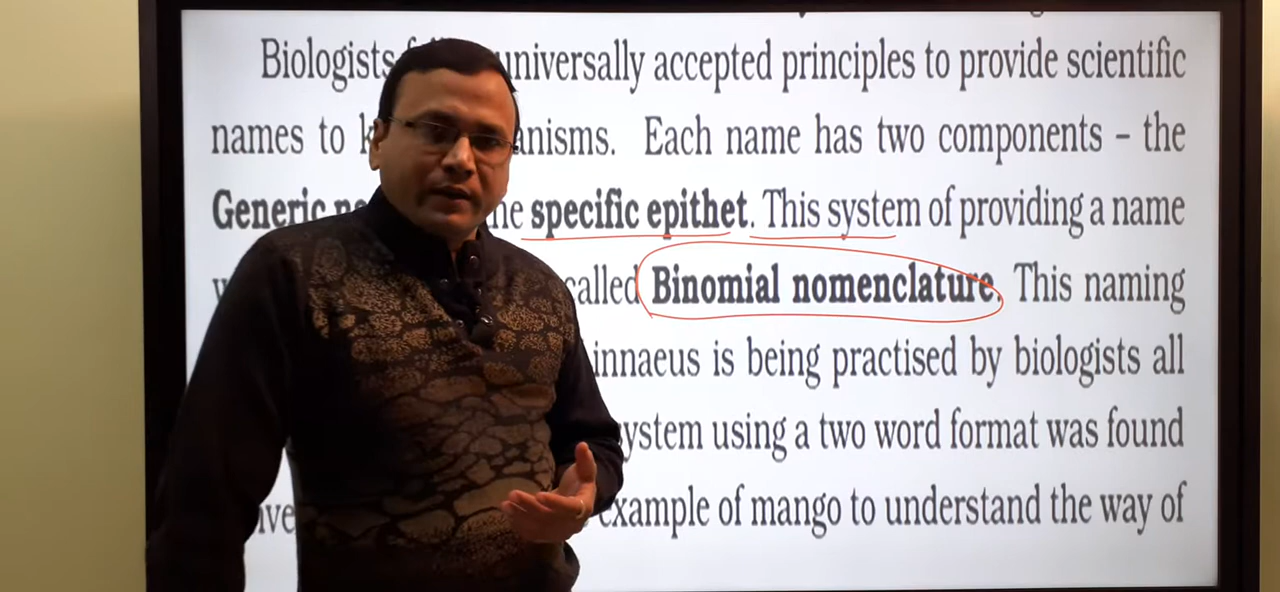 Biologists universally accepted principles to provide scientific
names to anisms. Each name has two components – the
Generic specific epithet. This system of providing a name
called Binomial nomenclature. This naming
innaeus is being practised by biologists all
ystem using a two word format was found
example of mango to understand the way of